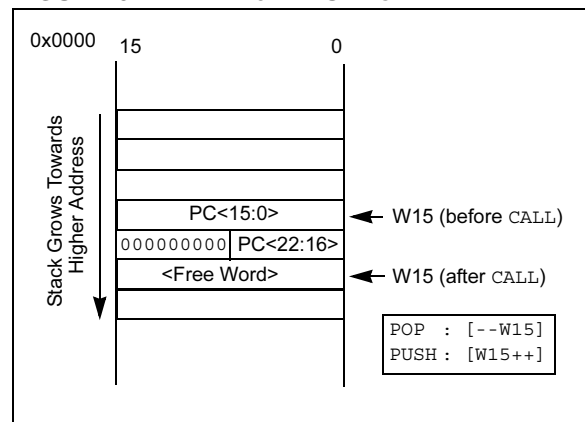 0x0000
15 0
Stack Grows Towards
Higher Address
PC<15:0>
W15 (before CALL)
000000000 PC<22:16>
<Free Word>
W15 (after CALL)
POP : [--W15]
PUSH : [W15++]